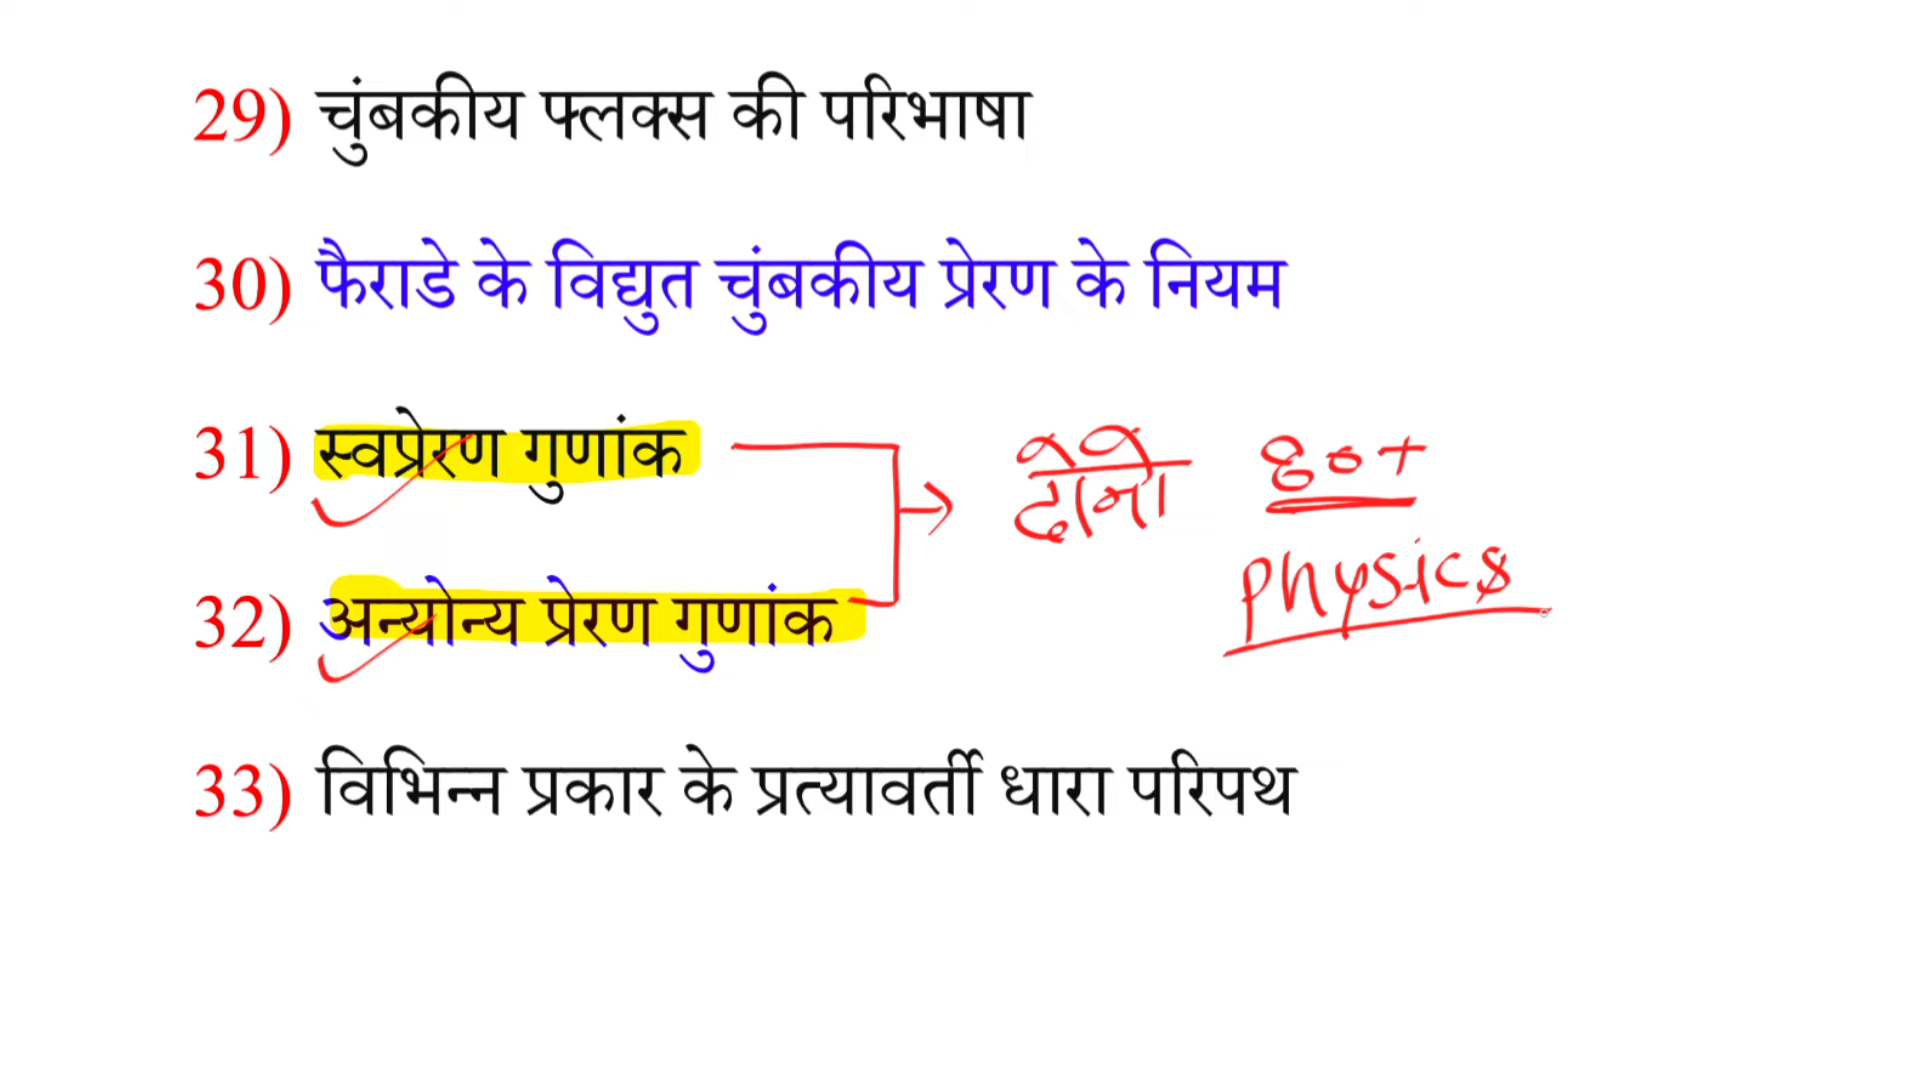 29) चुंबकीय फ्लक्स की परिभाषा
30) फैराडे के विद्युत चुंबकीय प्रेरण के नियम
31) स्वप्रेरण गुणांक
दोनो 80+
Physics
32) अन्योन्य प्रेरण गुणांक
33) विभिन्न प्रकार के प्रत्यावर्ती धारा परिपथ